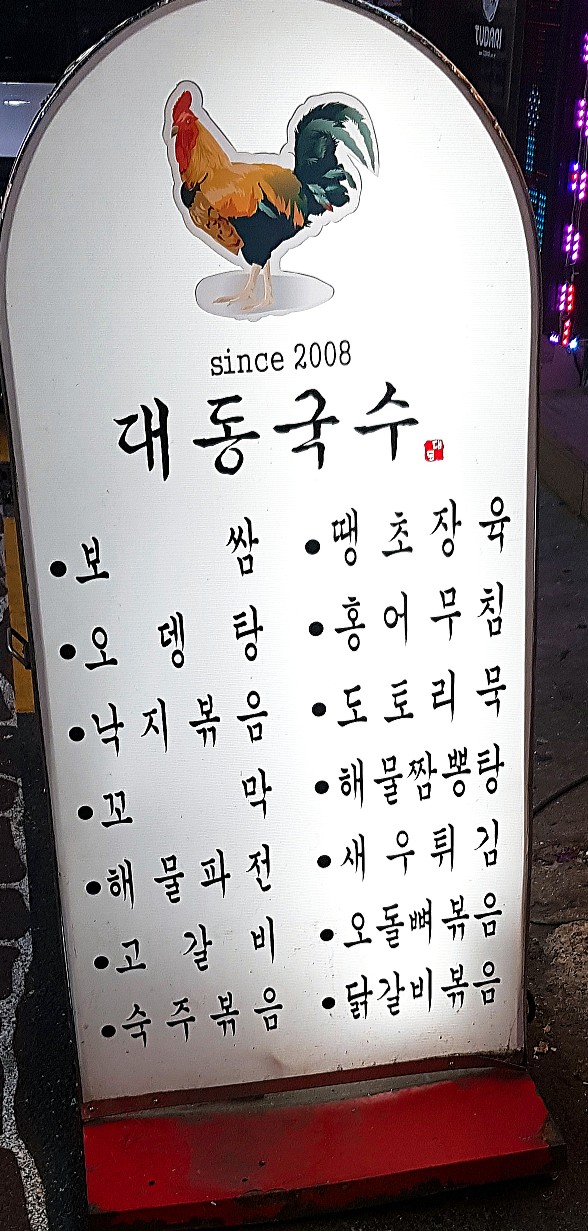 TUDARI
since 2008
대동국수
대동
•보쌈
•오뎅탕
•낙지볶음
•꼬막
•해물파전
•고갈비
•숙주볶음
•땡초장육
•홍어무침
•도토리묵
•해물짬뽕탕
•새우튀김
•오돌뼈볶음
•닭갈비볶음